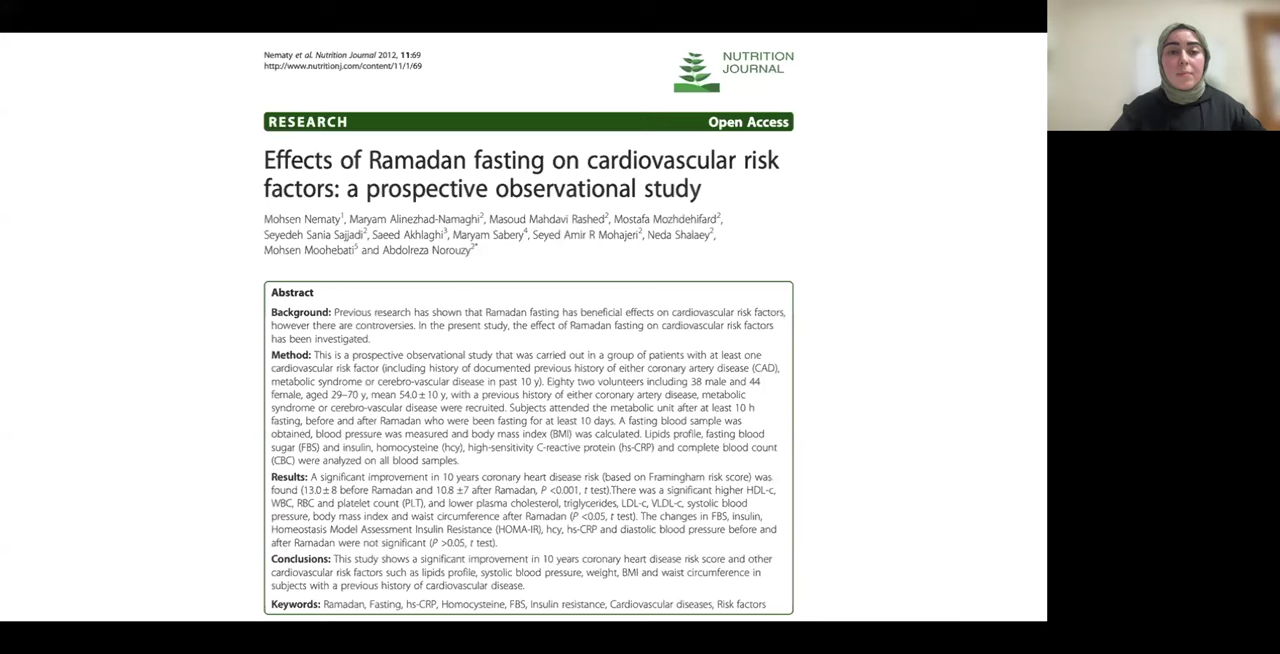 Nematy et al. Nutrition Journal 2012, 11:69
http://www.nutritionj.com/content/11/1/69
NUTRITION
JOURNAL
RESEARCH
Open Access
Effects of Ramadan fasting on cardiovascular risk
factors: a prospective observational study
Mohsen Nematy1, Maryam Alinezhad-Namaghi2, Masoud Mahdavi Rashed2, Mostafa Mozhdehifard2,
Seyedeh Sania Sajjadi2, Saeed Akhlaghi3, Maryam Sabery4, Seyed Amir R Mohajeri2, Neda Shalaey2,
Mohsen Moohebati5 and Abdolreza Norouzy2*
Abstract
Background: Previous research has shown that Ramadan fasting has beneficial effects on cardiovascular risk factors,
however there are controversies. In the present study, the effect of Ramadan fasting on cardiovascular risk factors
has been investigated.
Method: This is a prospective observational study that was carried out in a group of patients with at least one
cardiovascular risk factor (including history of documented previous history of either coronary artery disease (CAD),
metabolic syndrome or cerebro-vascular disease in past 10 y). Eighty two volunteers including 38 male and 44
female, aged 29–70 y, mean 54.0 ± 10 y, with a previous history of either coronary artery disease, metabolic
syndrome or cerebro-vascular disease were recruited. Subjects attended the metabolic unit after at least 10 h
fasting, before and after Ramadan who were been fasting for at least 10 days. A fasting blood sample was
obtained, blood pressure was measured and body mass index (BMI) was calculated. Lipids profile, fasting blood
sugar (FBS) and insulin, homocysteine (hcy), high-sensitivity C-reactive protein (hs-CRP) and complete blood count
(CBC) were analyzed on all blood samples.
Results: A significant improvement in 10 years coronary heart disease risk (based on Framingham risk score) was
found (13.0 ± 8 before Ramadan and 10.8 ±7 after Ramadan, P <0.001, t test).There was a significant higher HDL-c,
WBC, RBC and platelet count (PLT), and lower plasma cholesterol, triglycerides, LDL-c, VLDL-c, systolic blood
pressure, body mass index and waist circumference after Ramadan (P <0.05, t test). The changes in FBS, insulin,
Homeostasis Model Assessment Insulin Resistance (HOMA-IR), hcy, hs-CRP and diastolic blood pressure before and
after Ramadan were not significant (P >0.05, t test).
Conclusions: This study shows a significant improvement in 10 years coronary heart disease risk score and other
cardiovascular risk factors such as lipids profile, systolic blood pressure, weight, BMI and waist circumference in
subjects with a previous history of cardiovascular disease.
Keywords: Ramadan, Fasting, hs-CRP, Homocysteine, FBS, Insulin resistance, Cardiovascular diseases, Risk factors